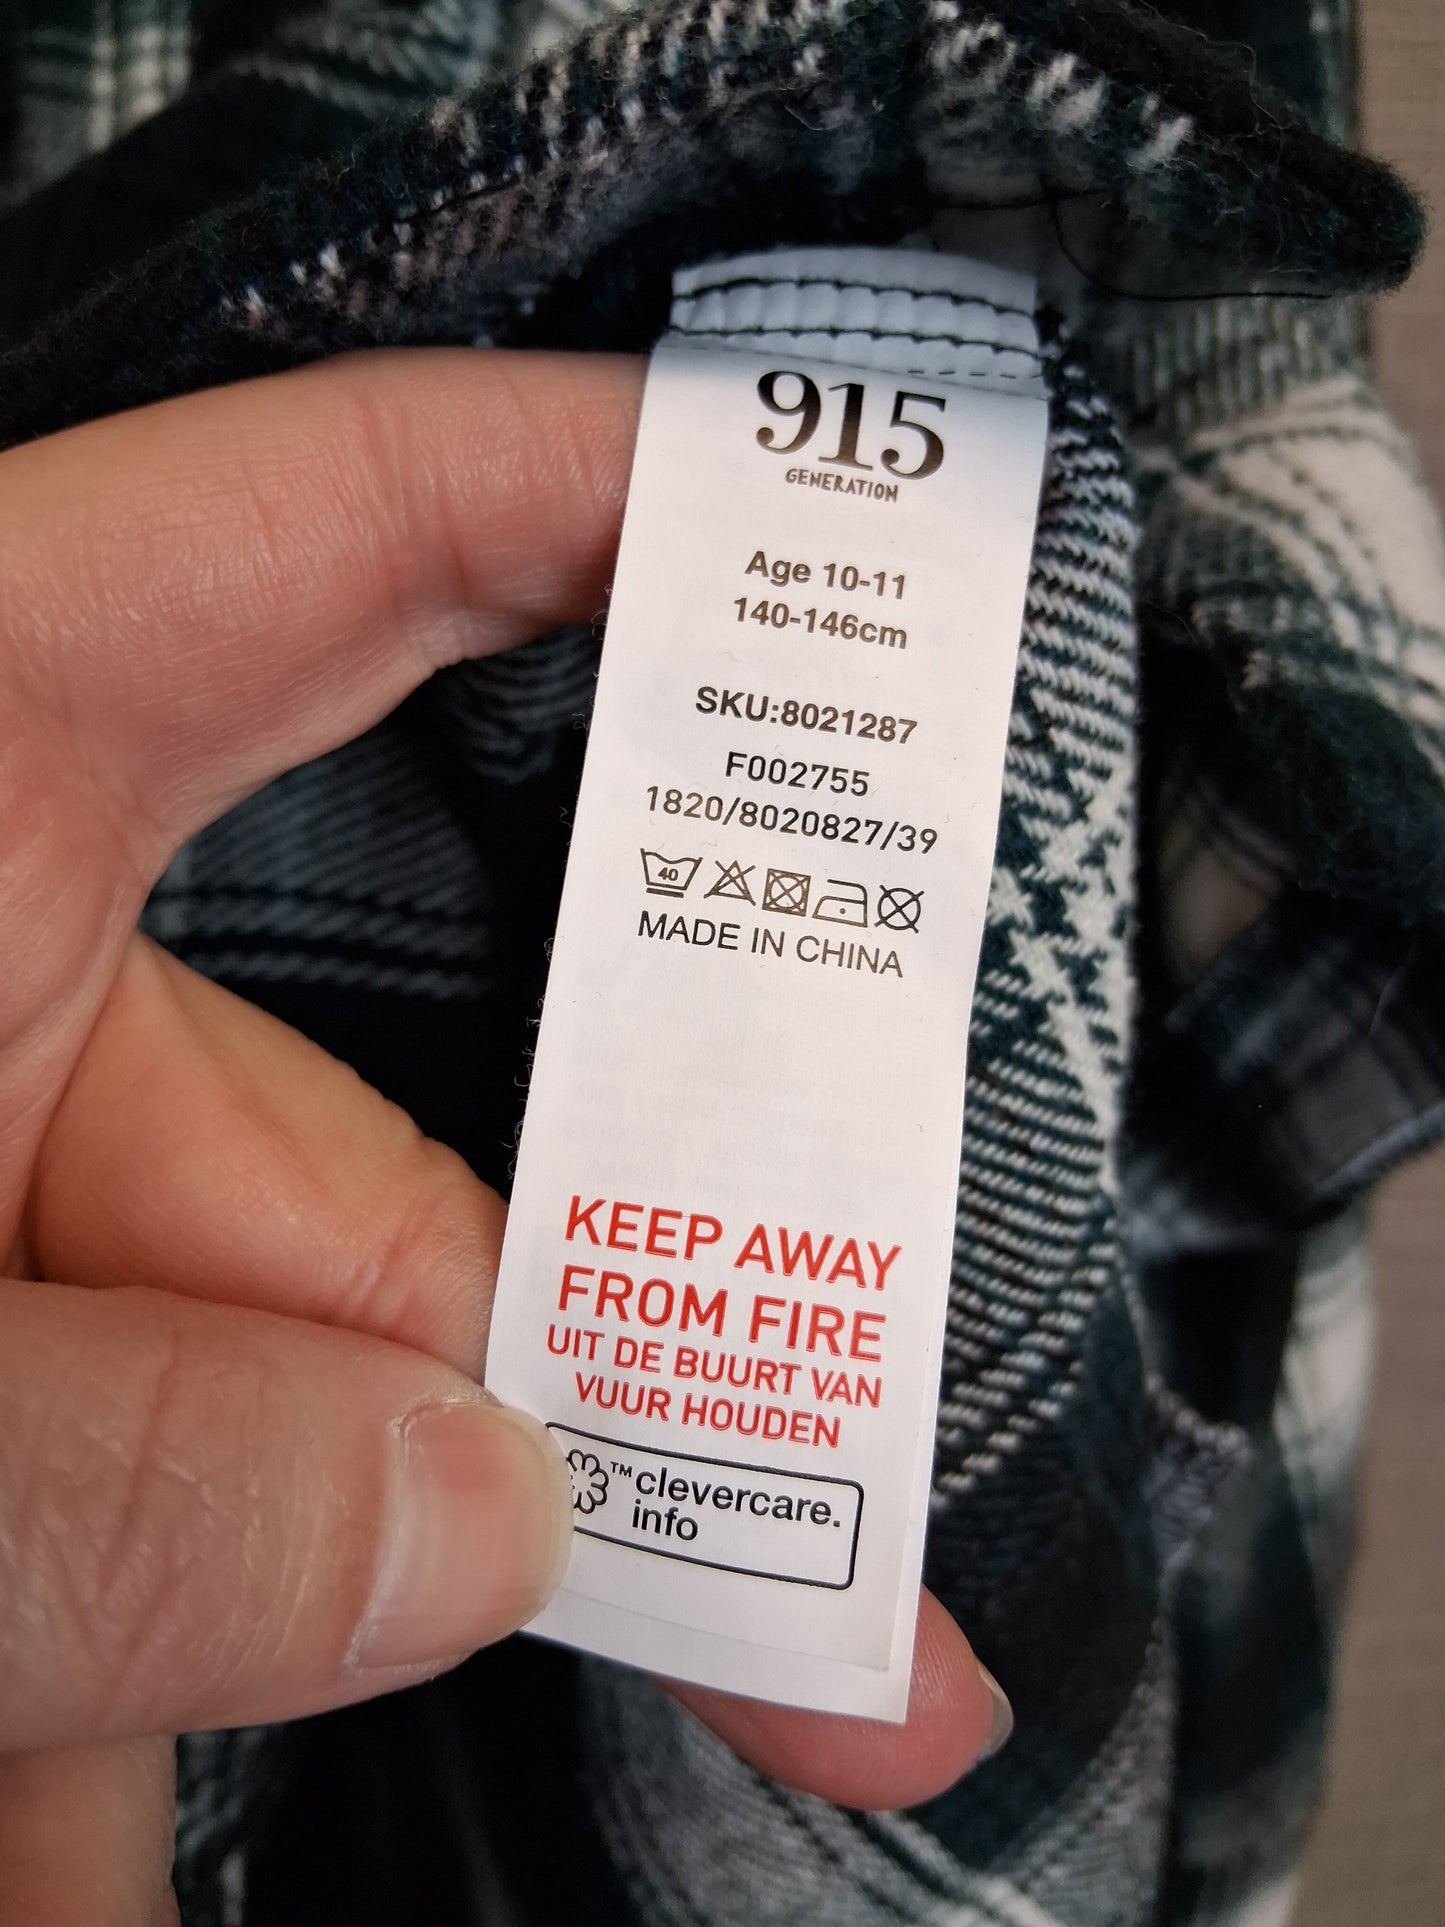 915
GENERATION
Age 10-11
140-146cm
SKU:8021287
F002755
1820/8020827/39
40
MADE IN CHINA
KEEP AWAY
FROM FIRE
UIT DE BUURT VAN
VUUR HOUDEN
™clevercare.
info